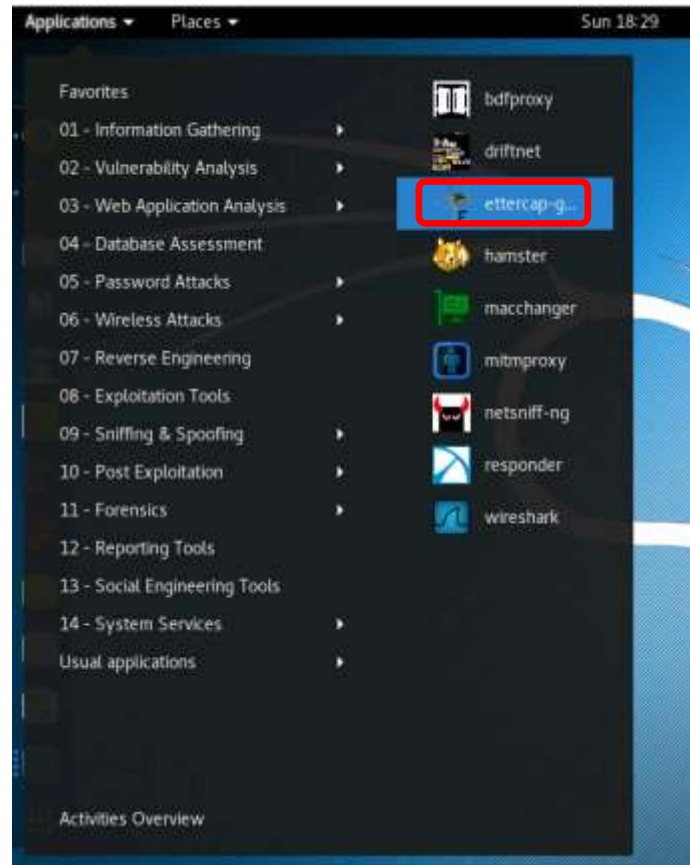 Applications Places Sun 18:29
Favorites
01 - Information Gathering
02 - Vulnerability Analysis
03 - Web Application Analysis
04 - Database Assessment
05 - Password Attacks
06 - Wireless Attacks
07 - Reverse Engineering
08 - Exploitation Tools
09 - Sniffing & Spoofing
10 - Post Exploitation
11 - Forensics
12 - Reporting Tools
13 - Social Engineering Tools
14 - System Services
Usual applications
Activities Overview
bdfproxy
driftnet
ettercap-g...
hamster
macchanger
mitmproxy
netsniff-ng
responder
wireshark